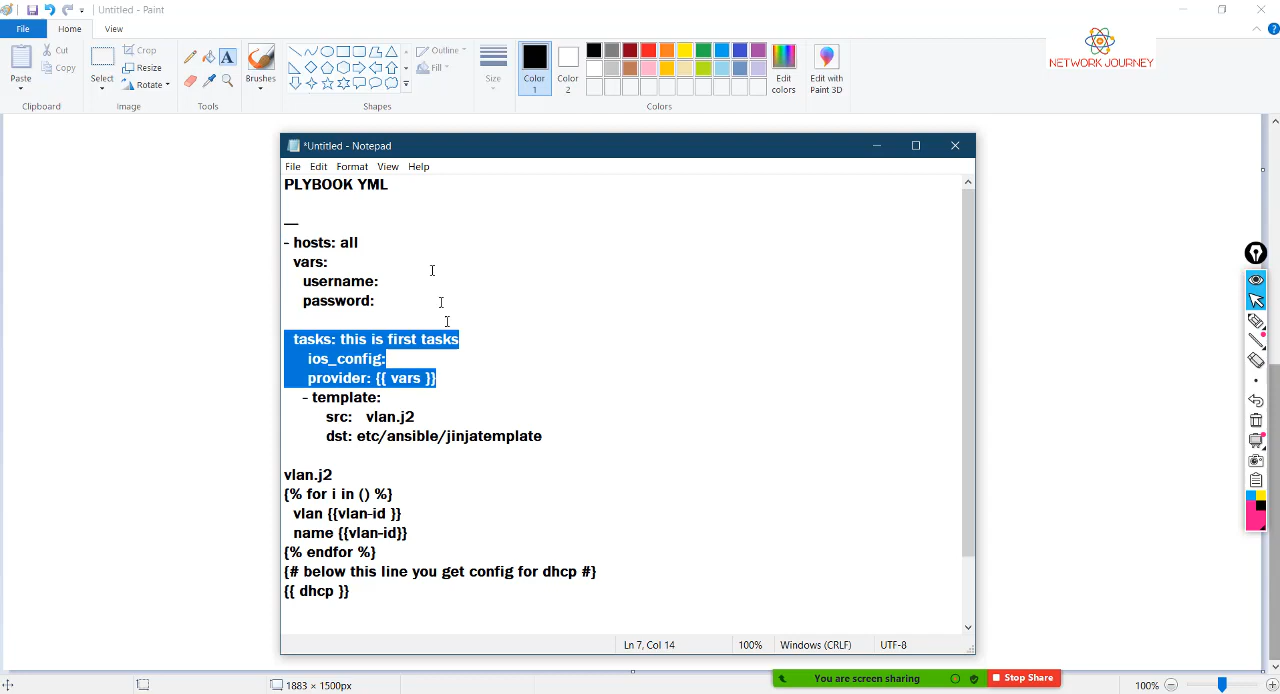 Untitled - Paint
File
Home
View
Paste
Cut
Copy
Clipboard
Select
Crop
Resize
Rotate
Image
A
Tools
Brushes
Outline
Fill
Shapes
Size
Color
1
Color
2
Edit
colors
Edit with
Paint 3D
Colors
NETWORK JOURNEY
*Untitled - Notepad
File Edit Format View Help
PLYBOOK YML
—
- hosts: all
vars:
username:
password:
tasks: this is first tasks
ios_config:
provider: {{ vars }}
- template:
src: vlan.j2
dst: etc/ansible/jinjatemplate
vlan.j2
{% for i in () %}
vlan {{vlan-id }}
name {{vlan-id}}
{% endfor %}
{# below this line you get config for dhcp #}
{{ dhcp }}
Ln 7, Col 14
100%
Windows (CRLF)
UTF-8
You are screen sharing
Stop Share
1883 × 1500px
100%